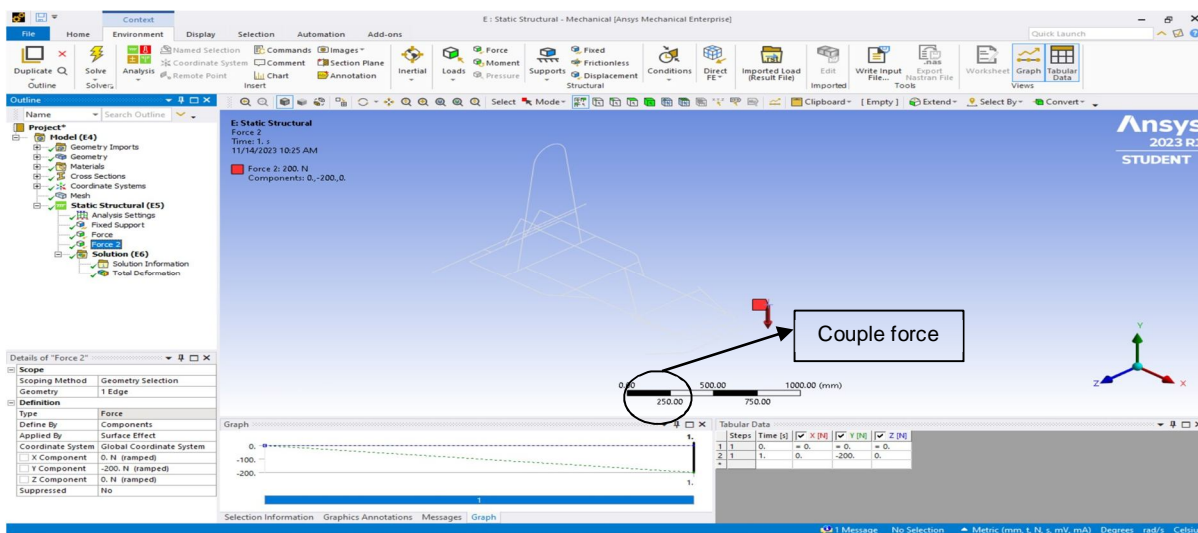 E : Static Structural - Mechanical [Ansys Mechanical Enterprise]
Context
File Home Environment Display Selection Automation Add-ons Quick Launch
Duplicate Solve Analysis Named Selection Commands Images Inertial Loads Force Supports Fixed Conditions Direct FE Imported Load (Result File) Edit Write Input File... Export Nastran File Worksheet Graph Tabular Data
Coordinate System Comment Section Plane Moment Frictionless
Remote Point Chart Annotation Pressure Displacement
Outline Solvers Insert Structural Imported Tools Views
Outline
Name Search Outline
Select Mode Clipboard [ Empty ] Extend Select By Convert
Project*
Model (E4)
Geometry Imports
Geometry
Materials
Cross Sections
Coordinate Systems
Mesh
Static Structural (E5)
Analysis Settings
Fixed Support
Force
Force 2
Solution (E6)
Solution Information
Total Deformation
E: Static Structural
Force 2
Time: 1. s
11/14/2023 10:25 AM
Force 2: 200. N
Components: 0.,-200.,0.
Ansys
2023 R
STUDENT
Couple force
0.00 500.00 1000.00 (mm)
250.00 750.00
Y
Z X
Details of "Force 2"
Scope
Scoping Method Geometry Selection
Geometry 1 Edge
Definition
Type Force
Define By Components
Applied By Surface Effect
Coordinate System Global Coordinate System
X Component 0. N (ramped)
Y Component -200. N (ramped)
Z Component 0. N (ramped)
Suppressed No
Graph
1.
0.
-100.
-200.
1.
1
Selection Information Graphics Annotations Messages Graph
Tabular Data
Steps Time [s] X [N] Y [N] Z [N]
1 1 0. = 0. = 0. = 0.
2 1 1. 0. -200. 0.
*
1 Message No Selection Metric (mm, t, N, s, mV, mA) Degrees rad/s Celsiu